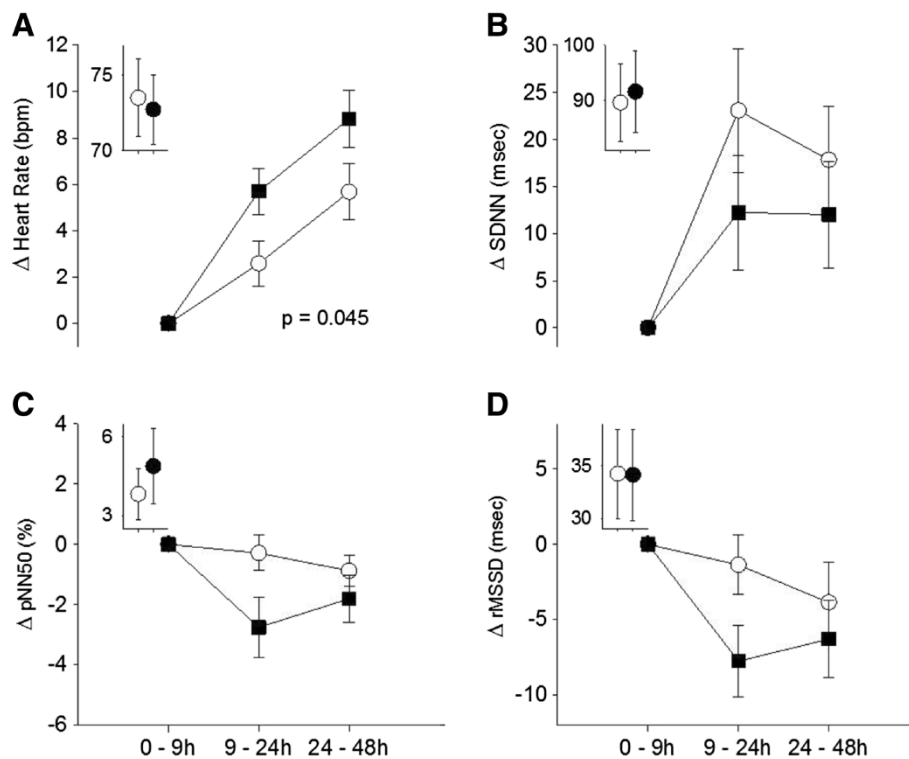 A
Δ Heart Rate (bpm)
12
10
8
6
4
2
0
75
70
p = 0.045
B
Δ SDNN (msec)
30
25
20
15
10
5
0
100
90
C
Δ pNN50 (%)
4
2
0
-2
-4
-6
6
3
0 - 9h
9 - 24h
24 - 48h
D
Δ rMSSD (msec)
5
0
-5
-10
35
30
0 - 9h
9 - 24h
24 - 48h